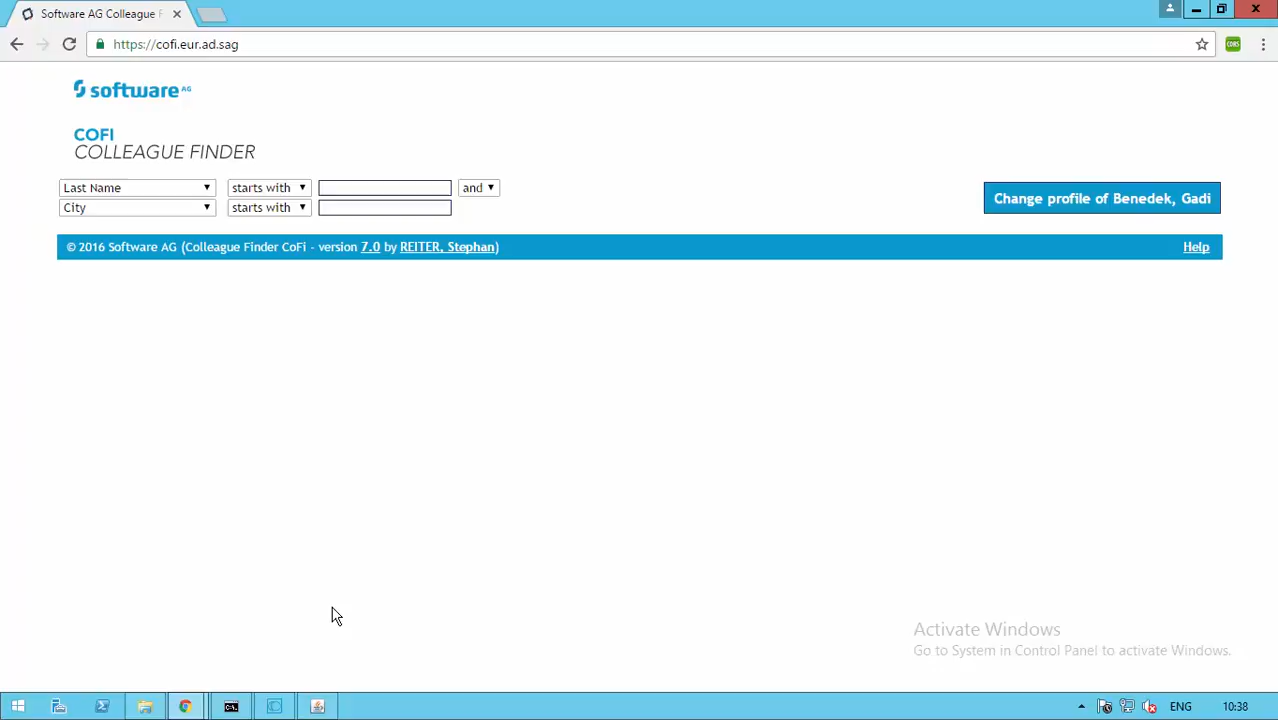 Software AG Colleague F
https://cofi.eur.ad.sag
CORS
software AG
COFI
COLLEAGUE FINDER
Last Name starts with and
City starts with
Change profile of Benedek, Gadi
© 2016 Software AG (Colleague Finder CoFi - version 7.0 by REITER, Stephan) Help
Activate Windows
Go to System in Control Panel to activate Windows.
ENG 10:38